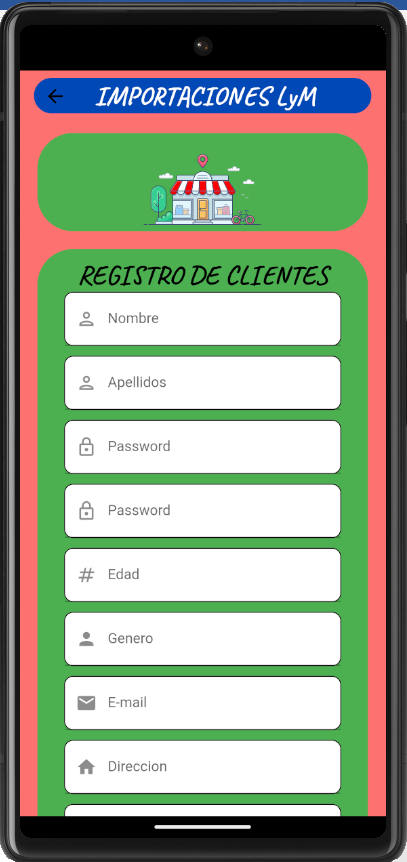 IMPORTACIONES LyM
REGISTRO DE CLIENTES
Nombre
Apellidos
Password
Password
Edad
Genero
E-mail
Direccion